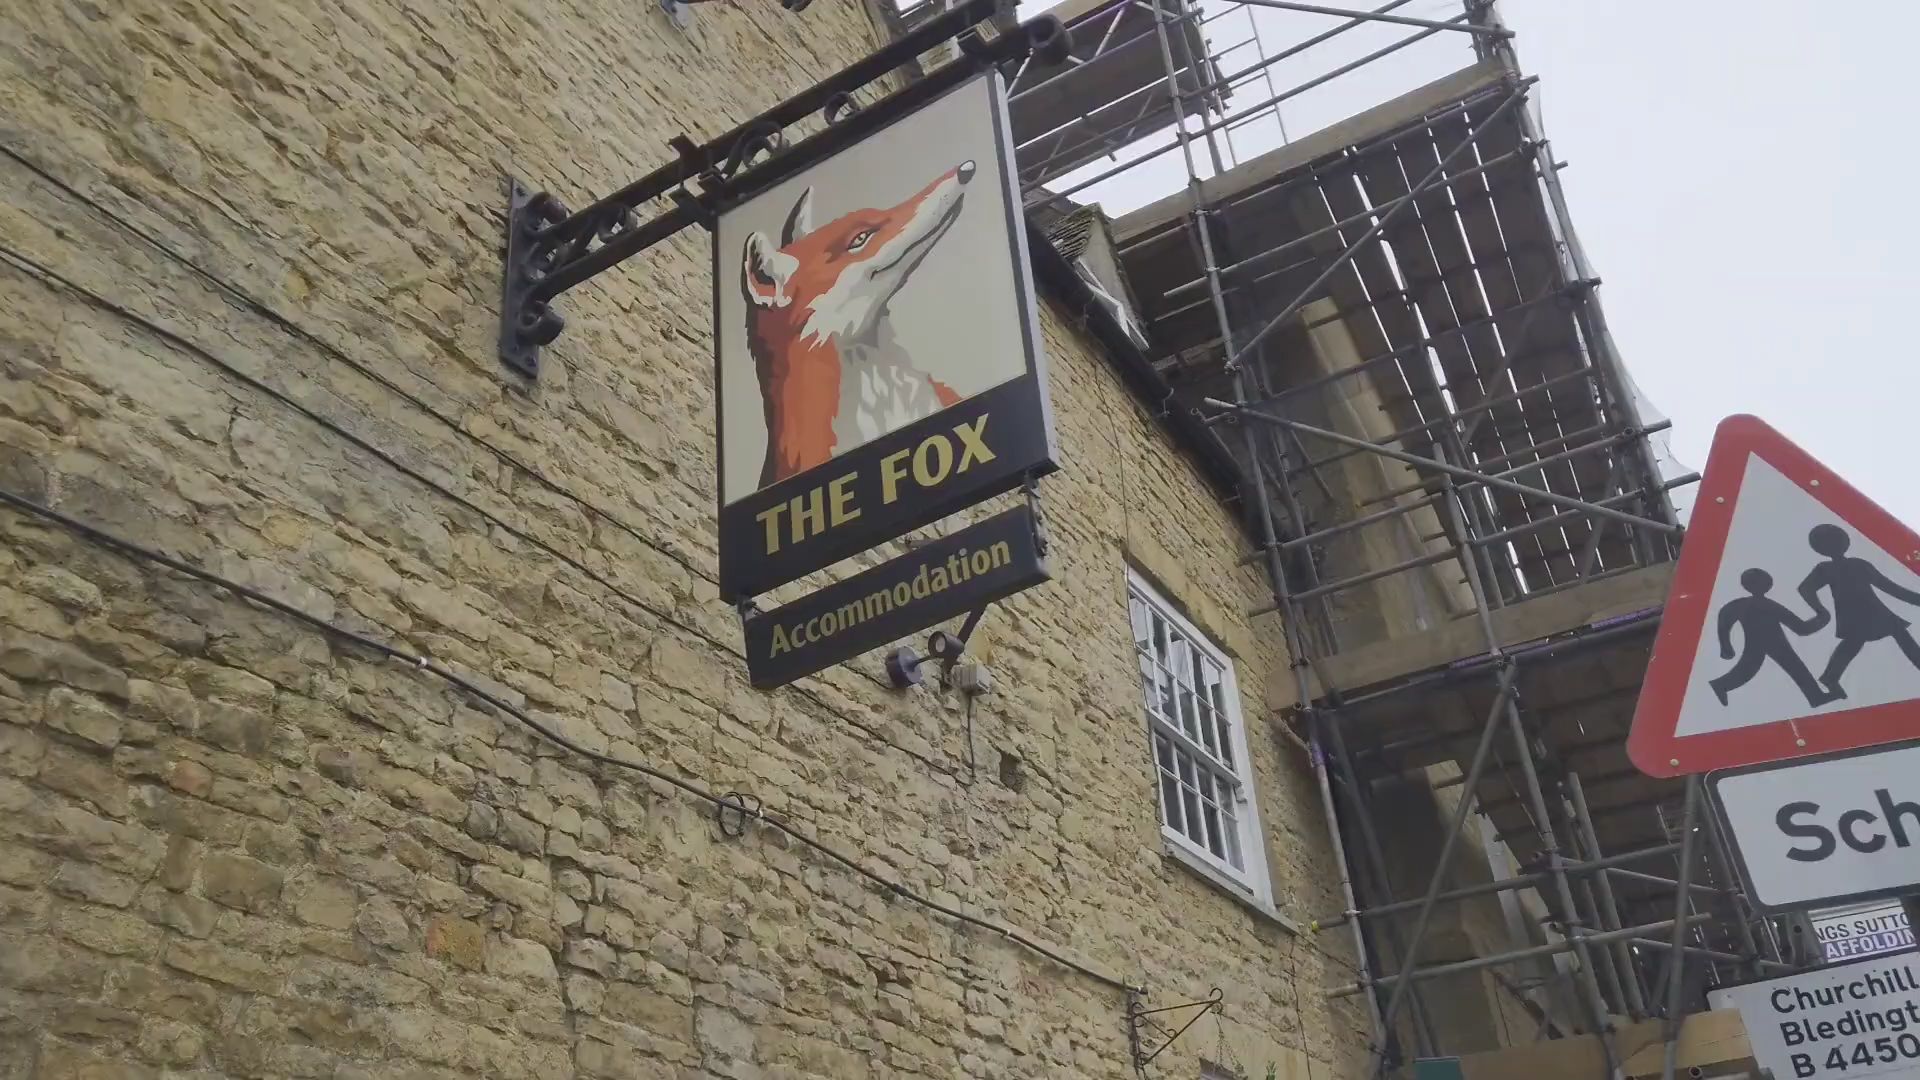 THE FOX
Accommodation
Sch
NGS SUTTO
AFFOLDIN
Churchill
Bledingt
B 4450